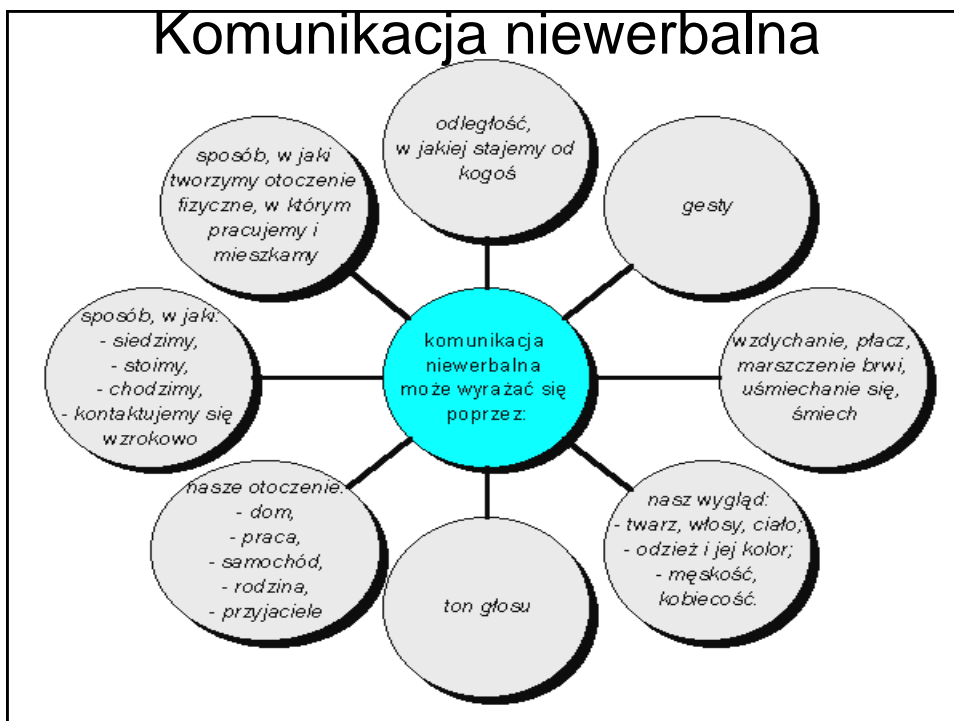 Komunikacja niewerbalna
odległość,
w jakiej stajemy od
kogoś
gesty
wzdychanie, płacz,
marszczenie brwi,
uśmiechanie się,
śmiech
nasz wygląd:
- twarz, włosy, ciało;
- odzież i jej kolor;
- męskość,
kobiecość.
ton głosu
nasze otoczenie:
- dom,
- praca,
- samochód,
- rodzina,
- przyjaciele
sposób, w jaki:
- siedzimy,
- stoimy,
- chodzimy,
- kontaktujemy się
wzrokowo
sposób, w jaki
tworzymy otoczenie
fizyczne, w którym
pracujemy i
mieszkamy
komunikacja
niewerbalna
może wyrażać się
poprzez: